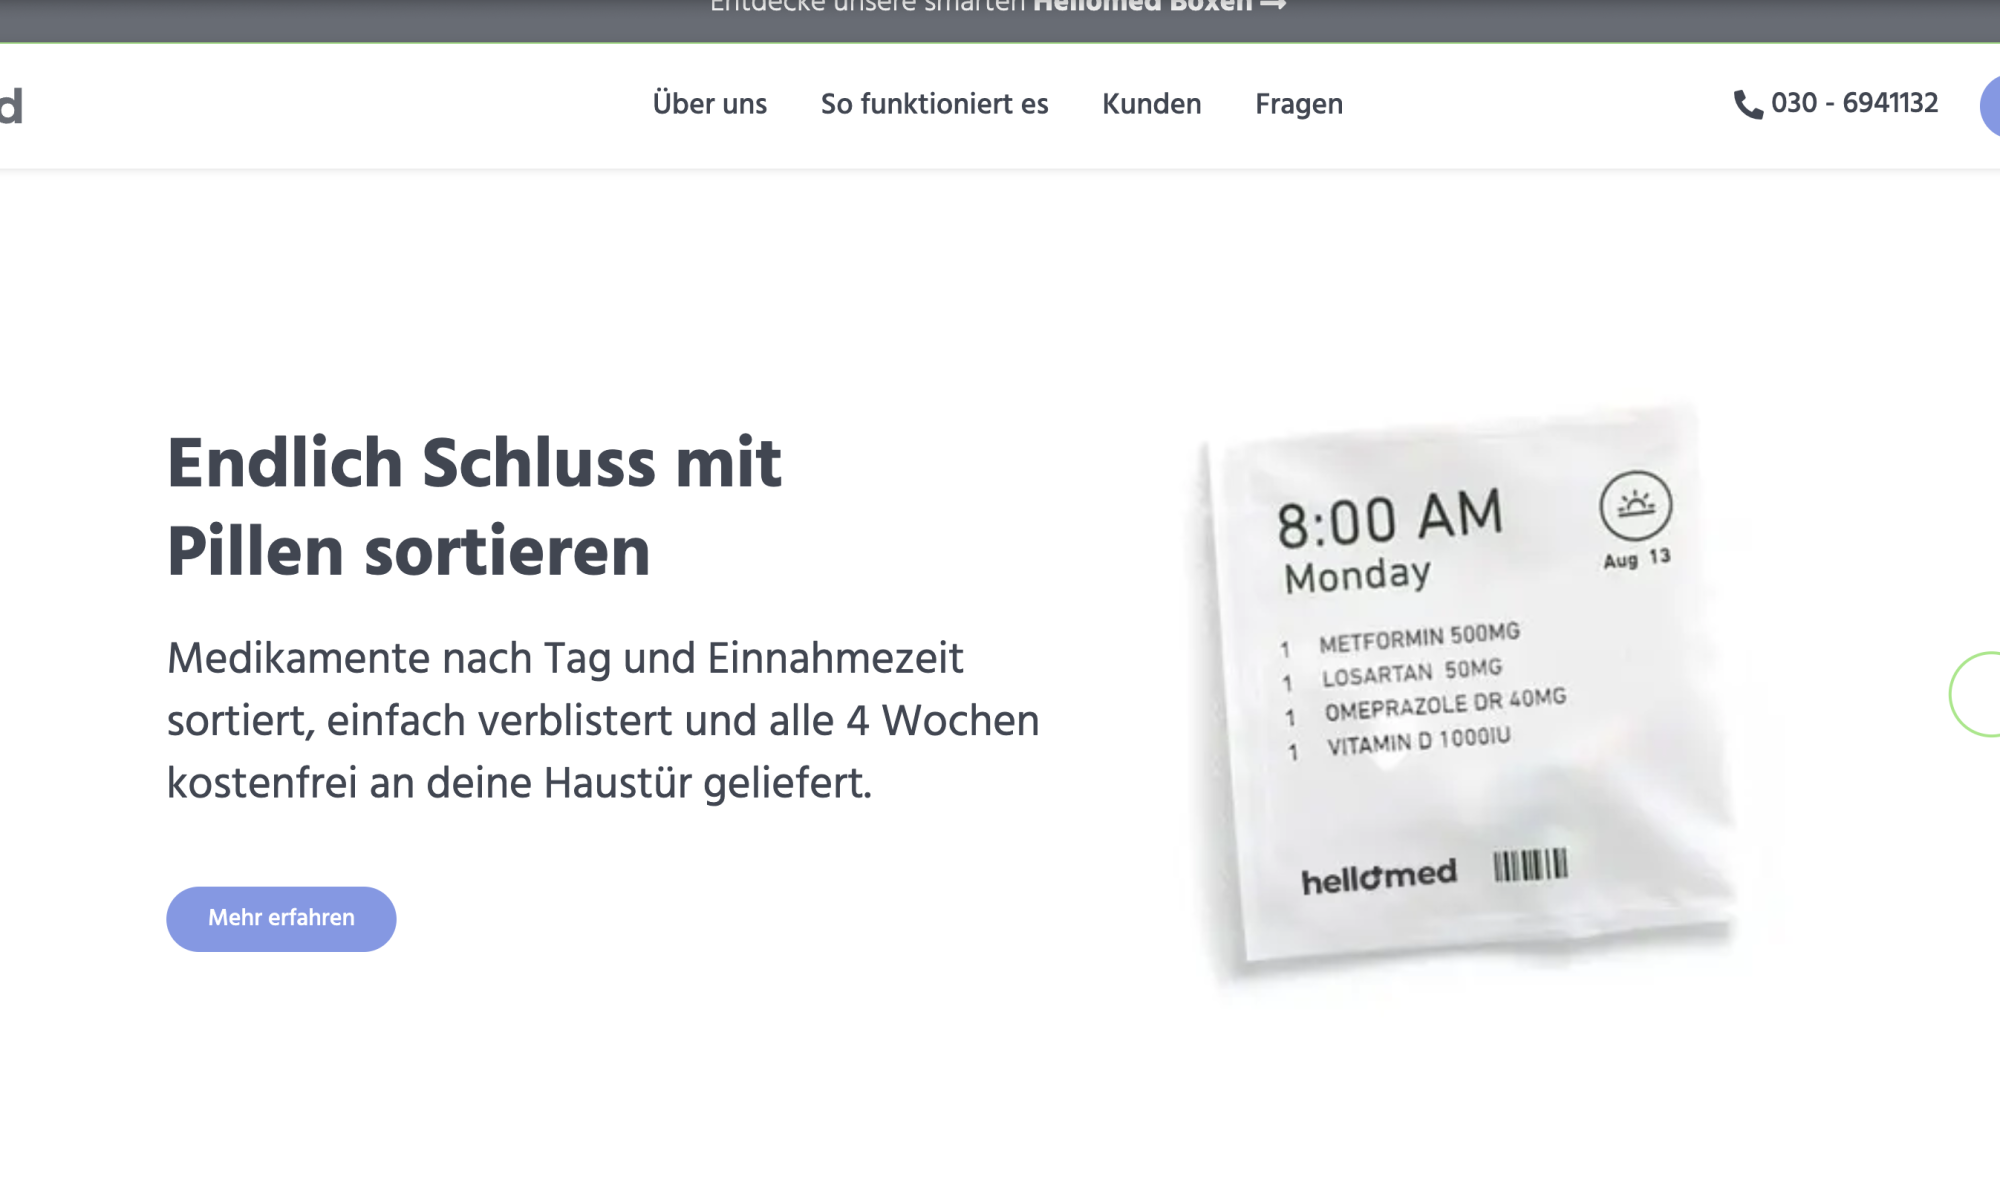 Entdecke unsere smarten Hellomed Boxen →
d
Über uns So funktioniert es Kunden Fragen
030 - 6941132
Endlich Schluss mit
Pillen sortieren
Medikamente nach Tag und Einnahmezeit
sortiert, einfach verblistert und alle 4 Wochen
kostenfrei an deine Haustür geliefert.
Mehr erfahren
8:00 AM
Monday
Aug 13
1 METFORMIN 500MG
1 LOSARTAN 50MG
1 OMEPRAZOLE DR 40MG
1 VITAMIN D 1000IU
hellomed